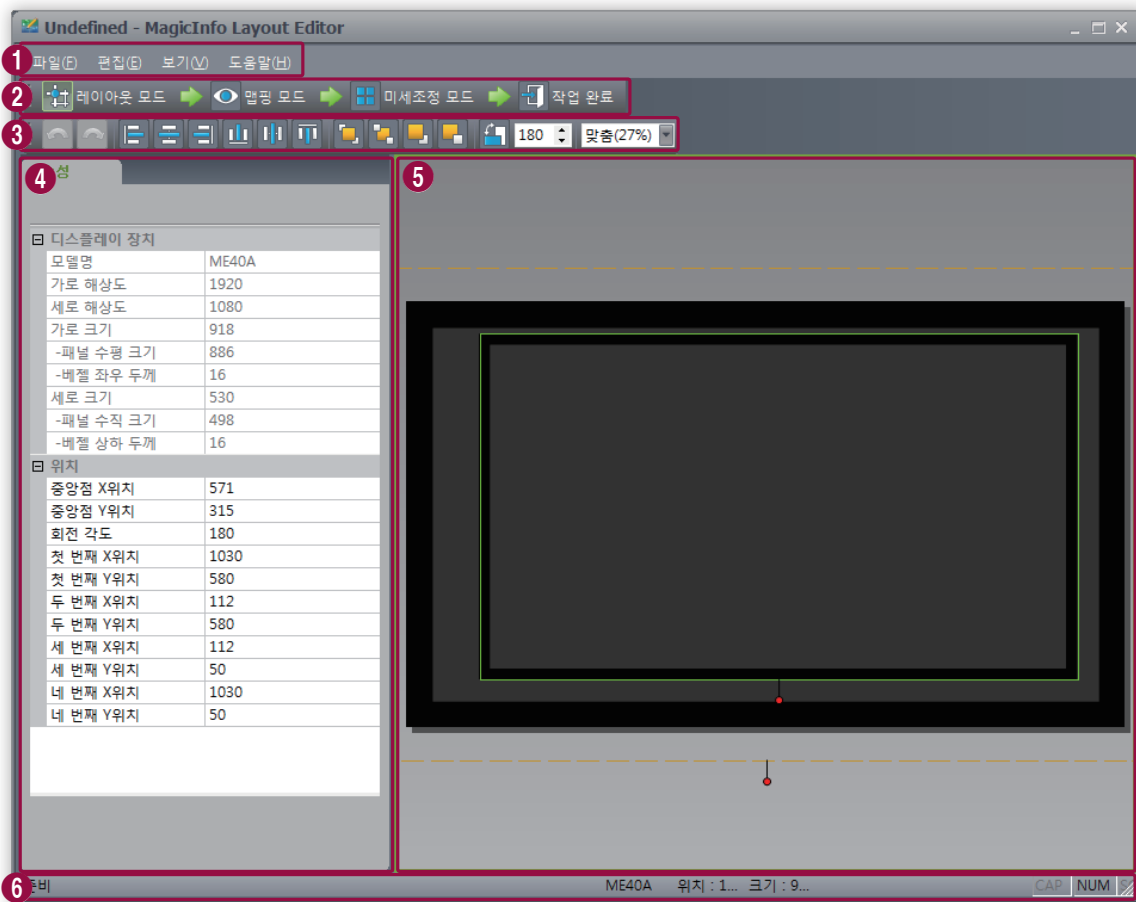 Undefined - MagicInfo Layout Editor
1 파일(F) 편집(E) 보기(V) 도움말(H)
2 레이아웃 모드 맵핑 모드 미세조정 모드 작업 완료
3 180 맞춤(27%)
4 성
5
디스플레이 장치
모델명 ME40A
가로 해상도 1920
세로 해상도 1080
가로 크기 918
-패널 수평 크기 886
-베젤 좌우 두께 16
세로 크기 530
-패널 수직 크기 498
-베젤 상하 두께 16
위치
중앙점 X위치 571
중앙점 Y위치 315
회전 각도 180
첫 번째 X위치 1030
첫 번째 Y위치 580
두 번째 X위치 112
두 번째 Y위치 580
세 번째 X위치 112
세 번째 Y위치 50
네 번째 X위치 1030
네 번째 Y위치 50
6 준비 ME40A 위치 : 1... 크기 : 9... CAP NUM